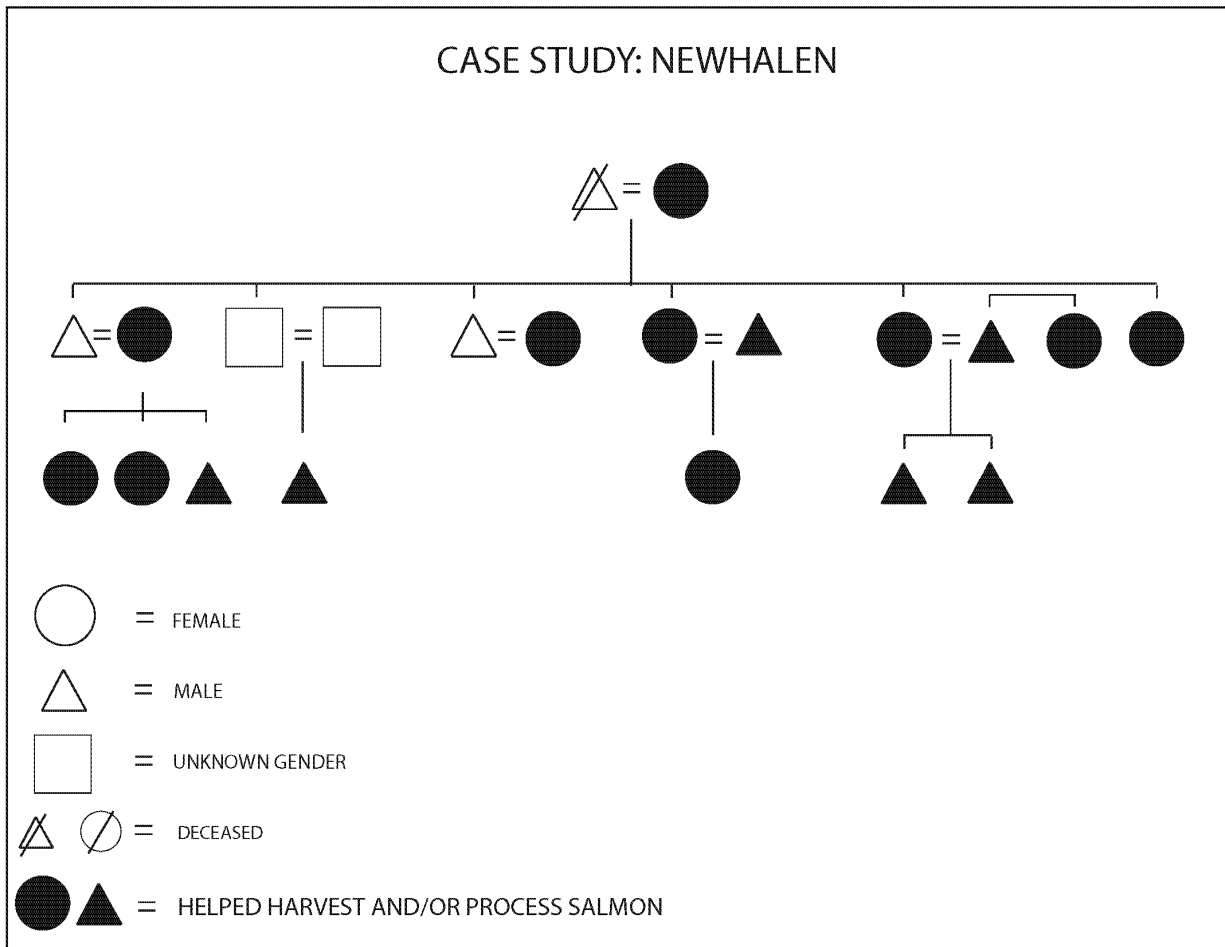 CASE STUDY: NEWHALEN
= FEMALE
= MALE
= UNKNOWN GENDER
= DECEASED
= HELPED HARVEST AND/OR PROCESS SALMON